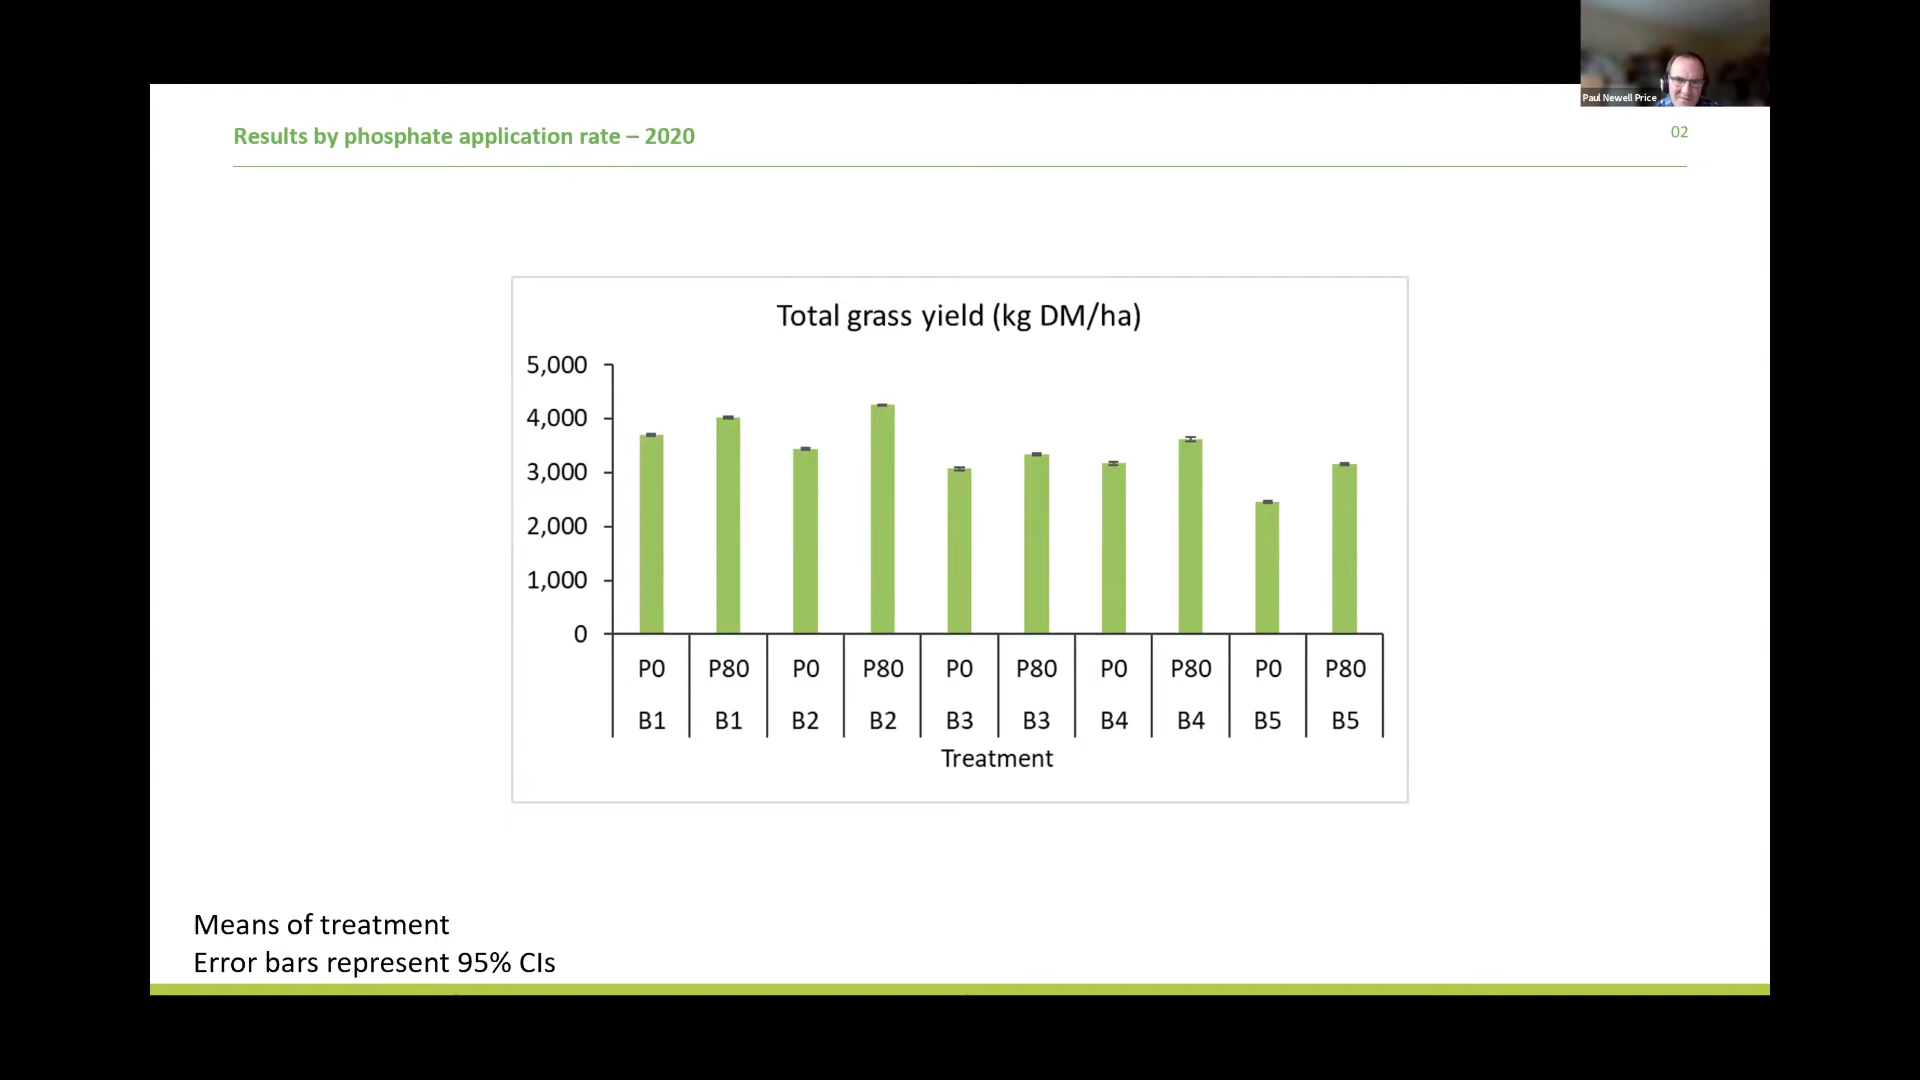 Paul Newell Price
Results by phosphate application rate – 2020
02
Total grass yield (kg DM/ha)
5,000
4,000
3,000
2,000
1,000
0
P0 P80 P0 P80 P0 P80 P0 P80 P0 P80
B1 B1 B2 B2 B3 B3 B4 B4 B5 B5
Treatment
Means of treatment
Error bars represent 95% CIs